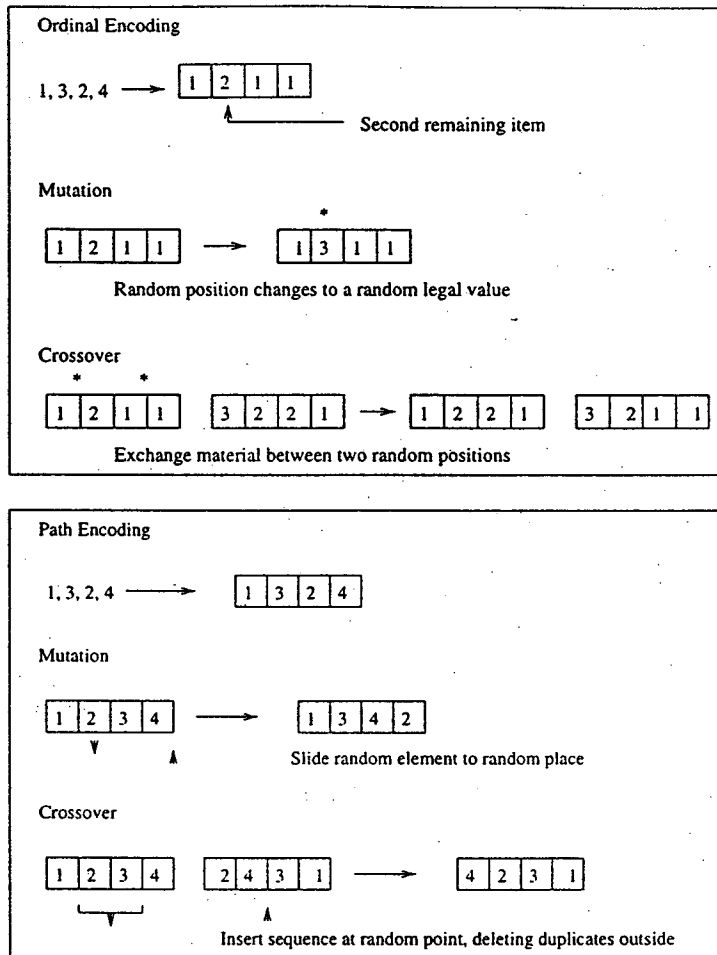 Ordinal Encoding
1, 3, 2, 4 1 2 1 1
Second remaining item
Mutation
*
1 2 1 1 1 3 1 1
Random position changes to a random legal value
Crossover
* *
1 2 1 1 3 2 2 1 1 2 2 1 3 2 1 1
Exchange material between two random positions
Path Encoding
1, 3, 2, 4 1 3 2 4
Mutation
1 2 3 4 1 3 4 2
Slide random element to random place
Crossover
1 2 3 4 2 4 3 1 4 2 3 1
Insert sequence at random point, deleting duplicates outside